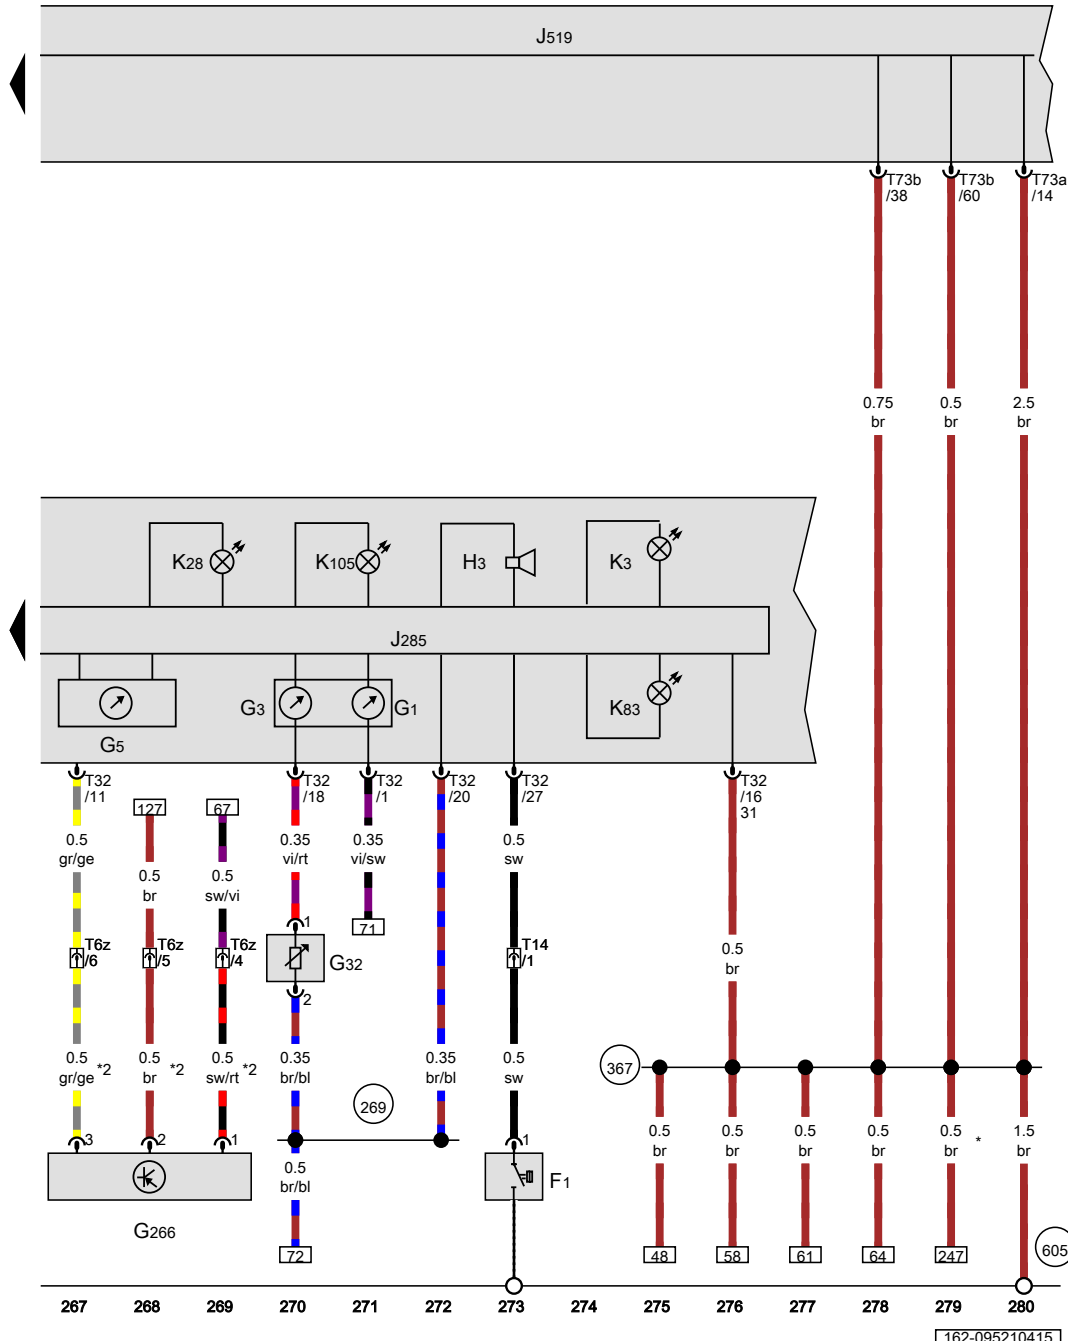 J519
T73b
/38
T73b
/60
T73a
/14
0.75
br
0.5
br
2.5
br
K28
K105
H3
K3
J285
G3
G1
K83
G5
T32
/11
T32
/18
T32
/1
T32
/20
T32
/27
T32
/16
31
127
67
0.5
gr/ge
0.5
br
0.5
sw/vi
0.35
vi/rt
0.35
vi/sw
0.5
sw
71
1
T6z
/6
T6z
/5
T6z
/4
G32
T14
/1
0.5
br
2
0.5
gr/ge *2
0.5
br *2
0.5
sw/rt *2
0.35
br/bl
0.35
br/bl
0.5
sw
269
367
3
2
1
1
0.5
br
0.5
br
0.5
br
0.5
br
0.5
br *
1.5
br
0.5
br/bl
F1
G266
72
48
58
61
64
247
605
267 268 269 270 271 272 273 274 275 276 277 278 279 280
162-095210415